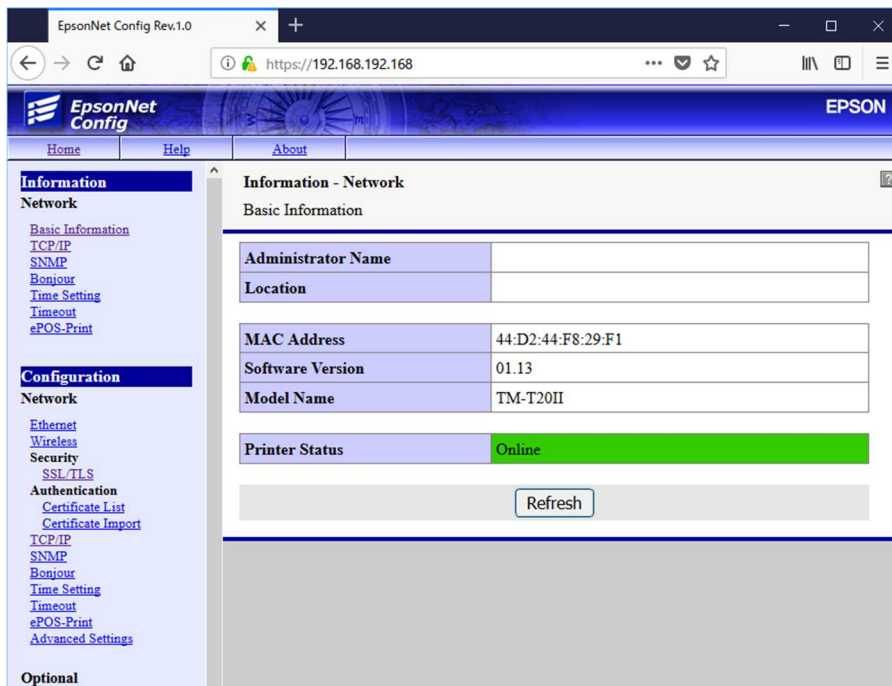 EpsonNet Config Rev.1.0
https://192.168.192.168
EpsonNet
Config
EPSON
Home Help About
Information
Network
Basic Information
TCP/IP
SNMP
Bonjour
Time Setting
Timeout
ePOS-Print
Configuration
Network
Ethernet
Wireless
Security
SSL/TLS
Authentication
Certificate List
Certificate Import
TCP/IP
SNMP
Bonjour
Time Setting
Timeout
ePOS-Print
Advanced Settings
Optional
Information - Network
?
Basic Information
Administrator Name
Location
MAC Address 44:D2:44:F8:29:F1
Software Version 01.13
Model Name TM-T20II
Printer Status Online
Refresh